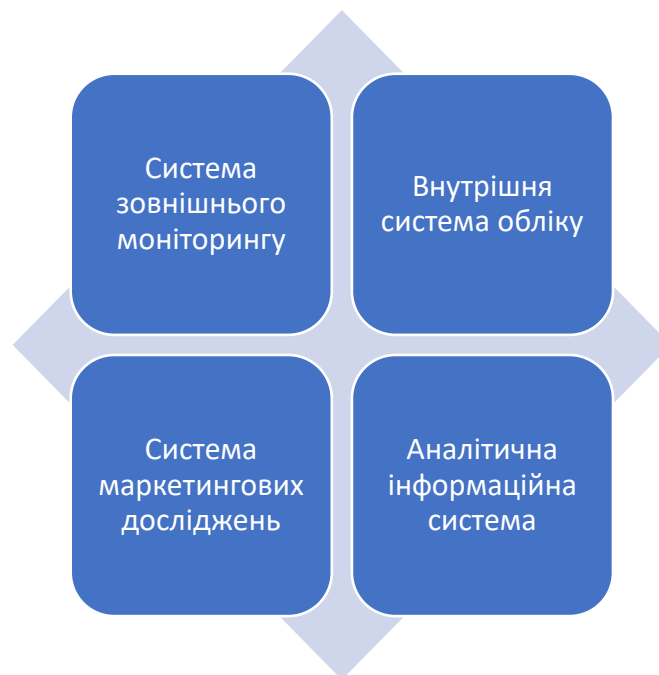 Система
зовнішнього
моніторингу
Внутрішня
система обліку
Система
маркетингових
досліджень
Аналітична
інформаційна
система